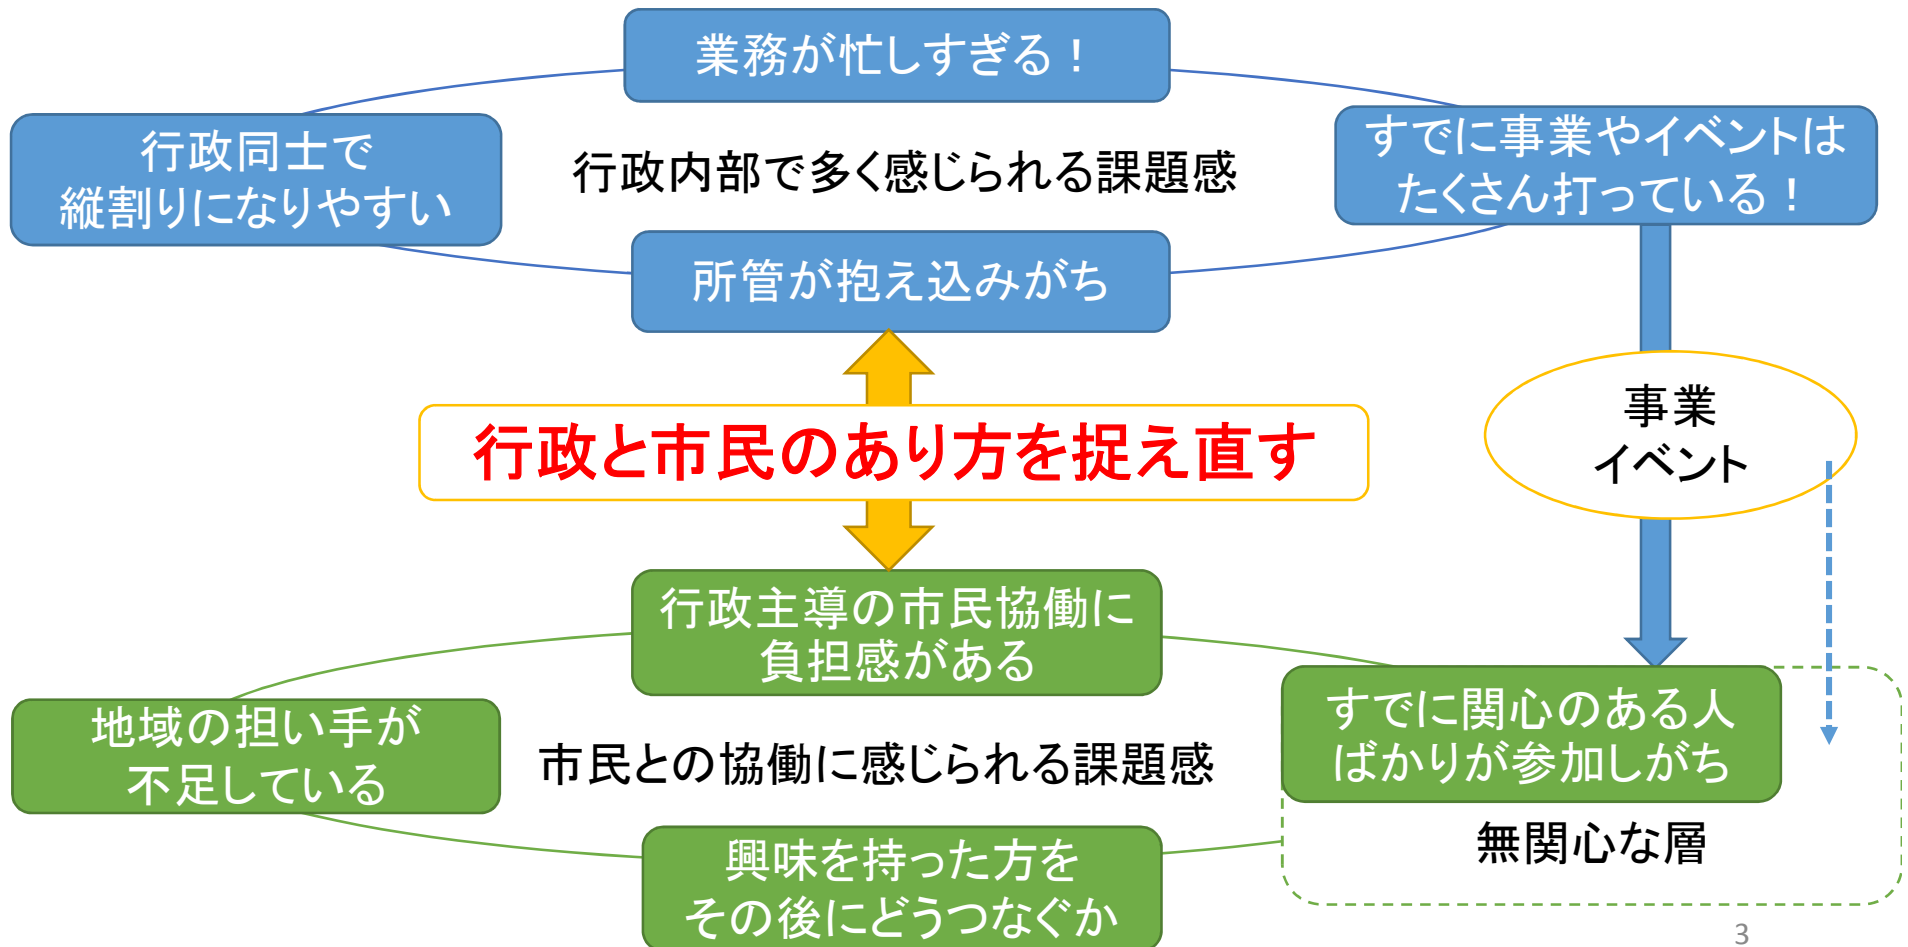 業務が忙しすぎる！
行政同士で
縦割りになりやすい
行政内部で多く感じられる課題感
すでに事業やイベントは
たくさん打っている！
所管が抱え込みがち
事業
イベント
行政と市民のあり方を捉え直す
行政主導の市民協働に
負担感がある
地域の担い手が
不足している
市民との協働に感じられる課題感
すでに関心のある人
ばかりが参加しがち
無関心な層
興味を持った方を
その後にどうつなぐか
3